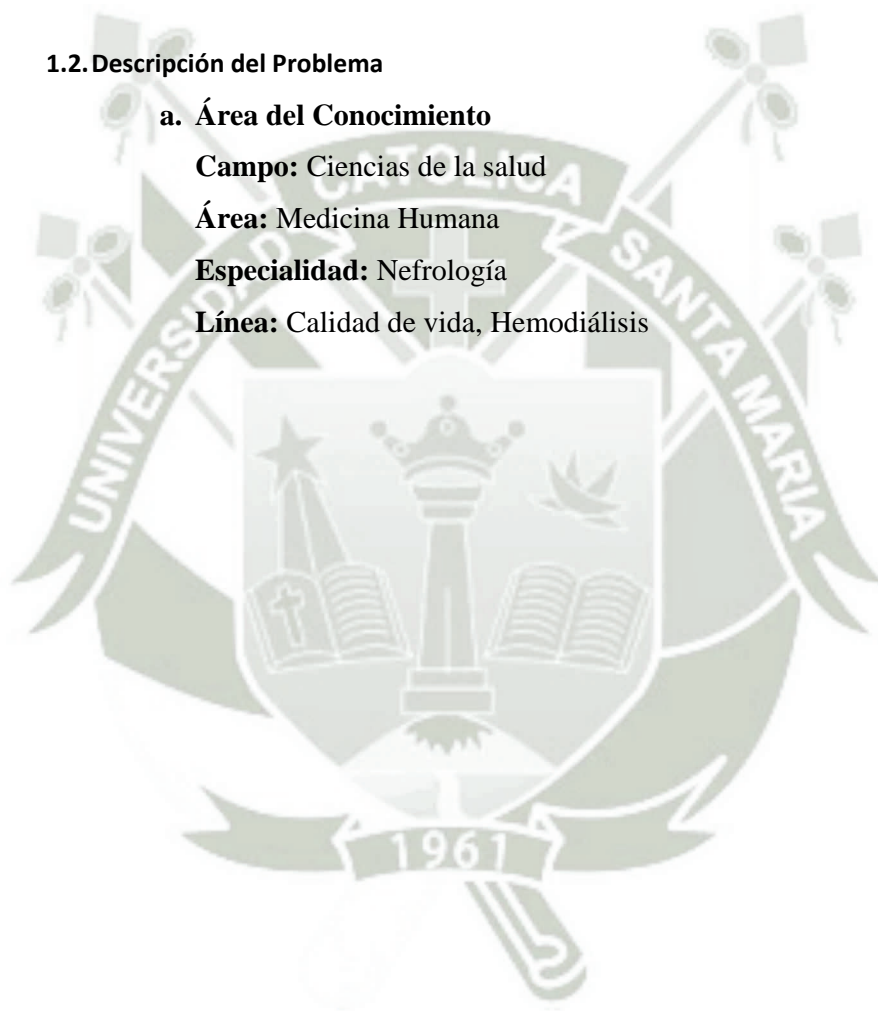 1.2. Descripción del Problema
a. Área del Conocimiento
Campo: Ciencias de la salud
Área: Medicina Humana
Especialidad: Nefrología
Línea: Calidad de vida, Hemodiálisis
UNIVERSIDAD CATOLICA SANTA MARIA
1961